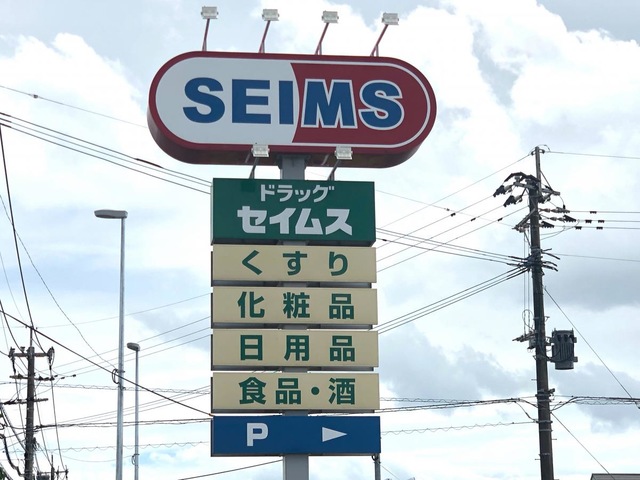 SEIMS
ドラッグ
セイムス
くすり
化粧品
日用品
食品・酒
P